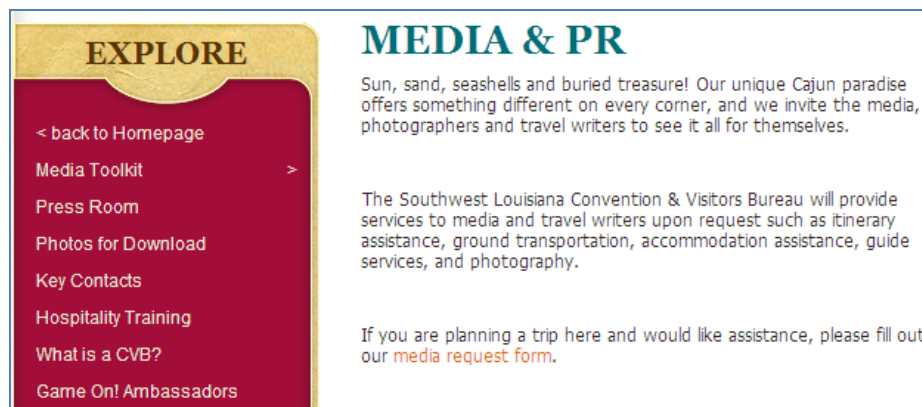 EXPLORE
< back to Homepage
Media Toolkit >
Press Room
Photos for Download
Key Contacts
Hospitality Training
What is a CVB?
Game On! Ambassadors
MEDIA & PR
Sun, sand, seashells and buried treasure! Our unique Cajun paradise
offers something different on every corner, and we invite the media,
photographers and travel writers to see it all for themselves.
The Southwest Louisiana Convention & Visitors Bureau will provide
services to media and travel writers upon request such as itinerary
assistance, ground transportation, accommodation assistance, guide
services, and photography.
If you are planning a trip here and would like assistance, please fill out
our media request form.